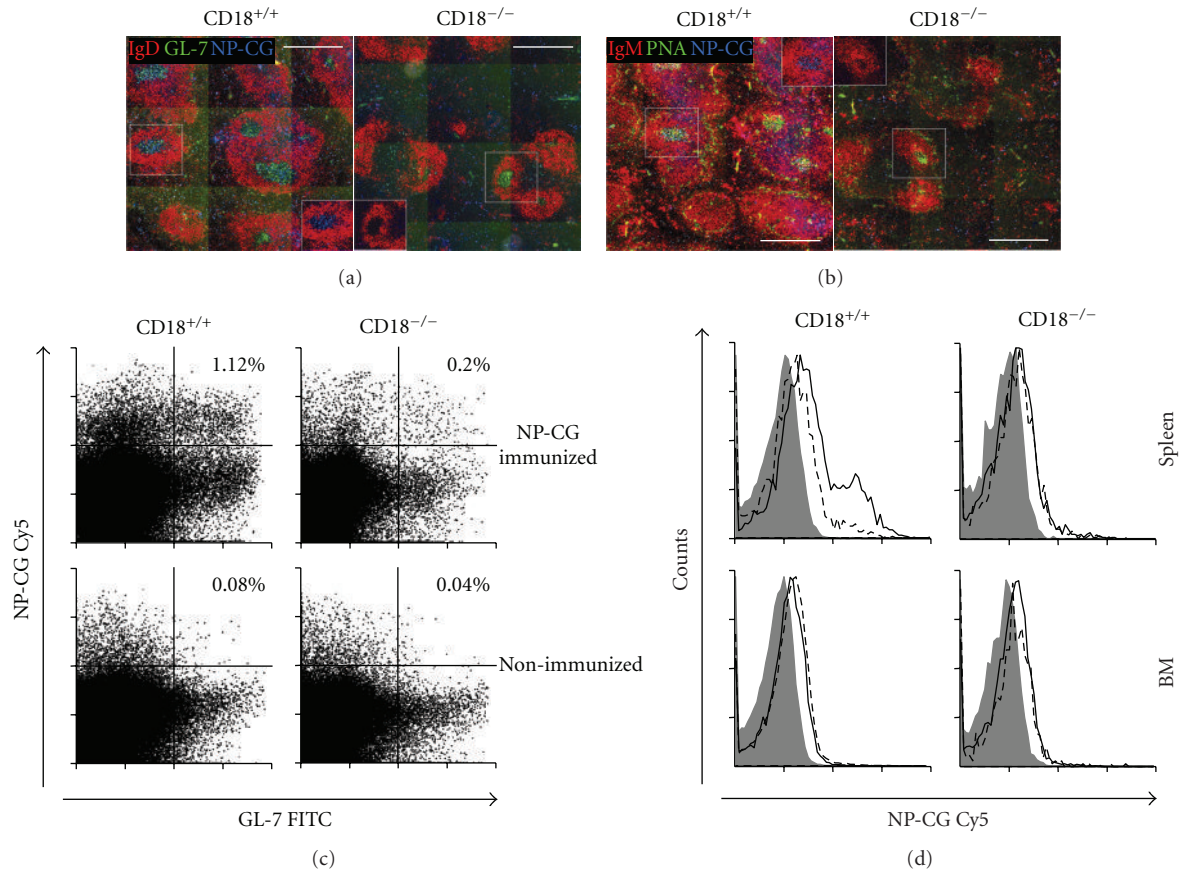 CD18+/+
CD18−/−
IgD GL-7 NP-CG
(a)
CD18+/+
CD18−/−
IgM PNA NP-CG
(b)
CD18+/+
CD18−/−
1.12%
0.2%
NP-CG
immunized
0.08%
0.04%
Non-immunized
NP-CG Cy5
GL-7 FITC
(c)
CD18+/+
CD18−/−
Spleen
BM
Counts
NP-CG Cy5
(d)